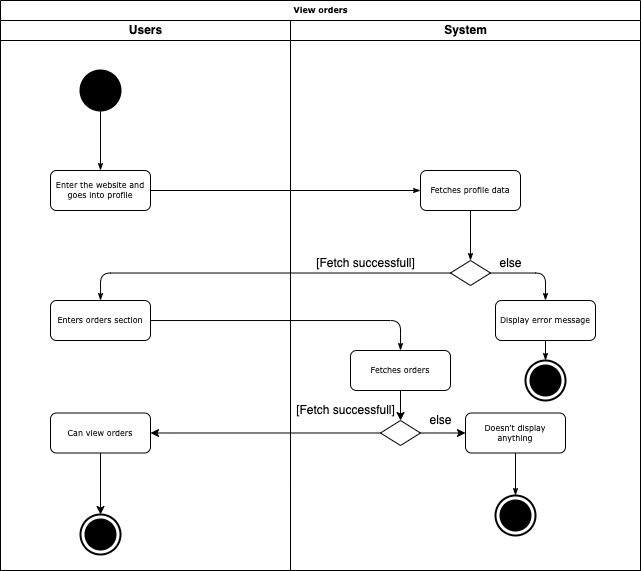 View orders
Users
System
Enter the website and
goes into profile
Fetches profile data
[Fetch successfull]
else
Enters orders section
Display error message
Fetches orders
[Fetch successfull]
else
Can view orders
Doesn't display
anything